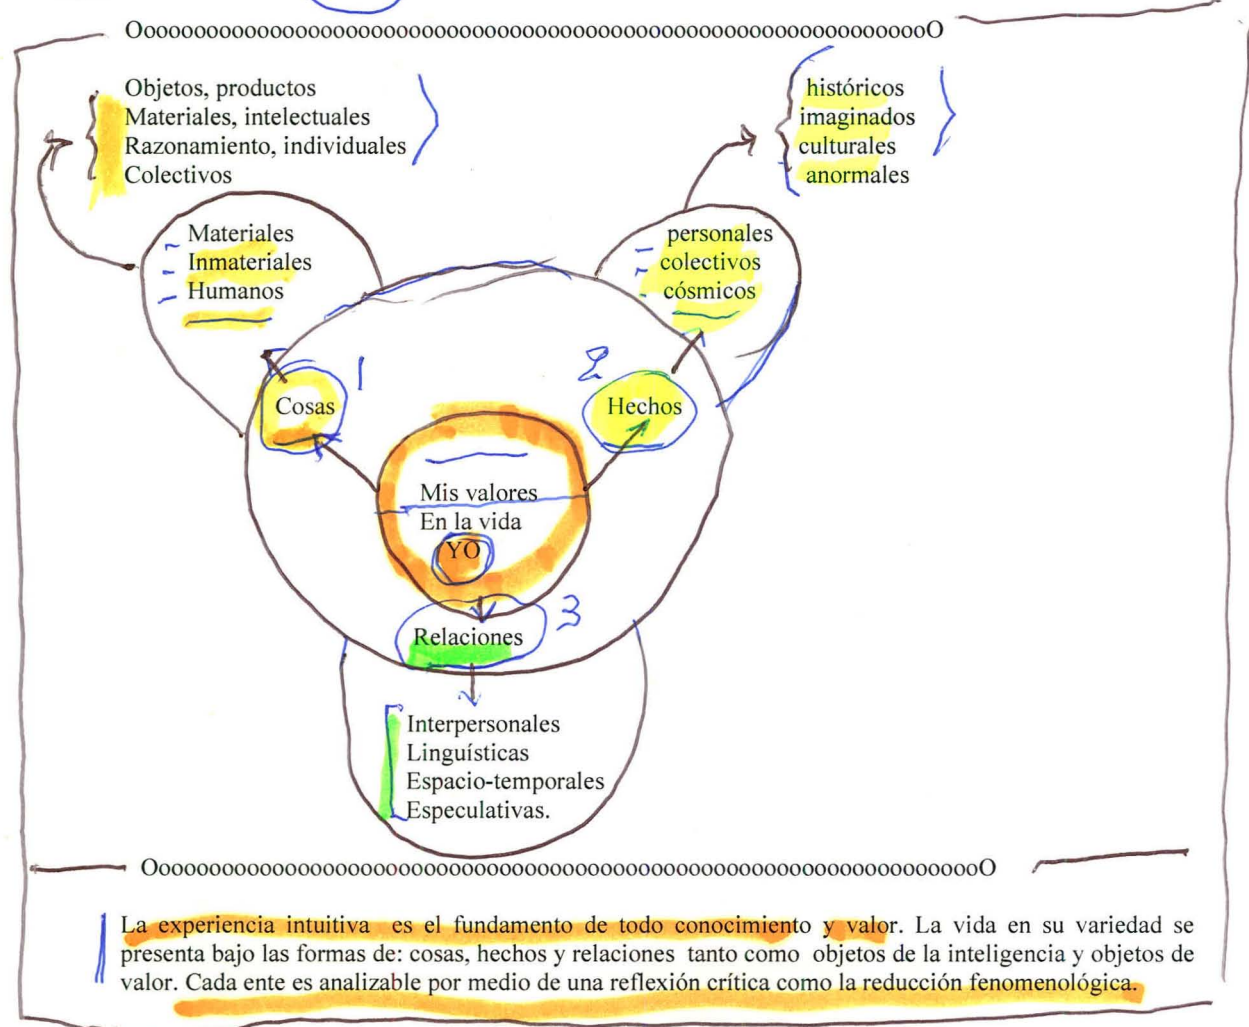 OoooooooooooooooooooooooooooooooooooooooooooooooooooooooooooooooO
Objetos, productos
Materiales, intelectuales
Razonamiento, individuales
Colectivos
históricos
imaginados
culturales
anormales
Materiales
Inmateriales
Humanos
personales
colectivos
cósmicos
1
Cosas
2
Hechos
Mis valores
En la vida
YO
3
Relaciones
Interpersonales
Linguísticas
Espacio-temporales
Especulativas.
OoooooooooooooooooooooooooooooooooooooooooooooooooooooooooooooooooO
La experiencia intuitiva es el fundamento de todo conocimiento y valor. La vida en su variedad se
presenta bajo las formas de: cosas, hechos y relaciones tanto como objetos de la inteligencia y objetos de
valor. Cada ente es analizable por medio de una reflexión crítica como la reducción fenomenológica.